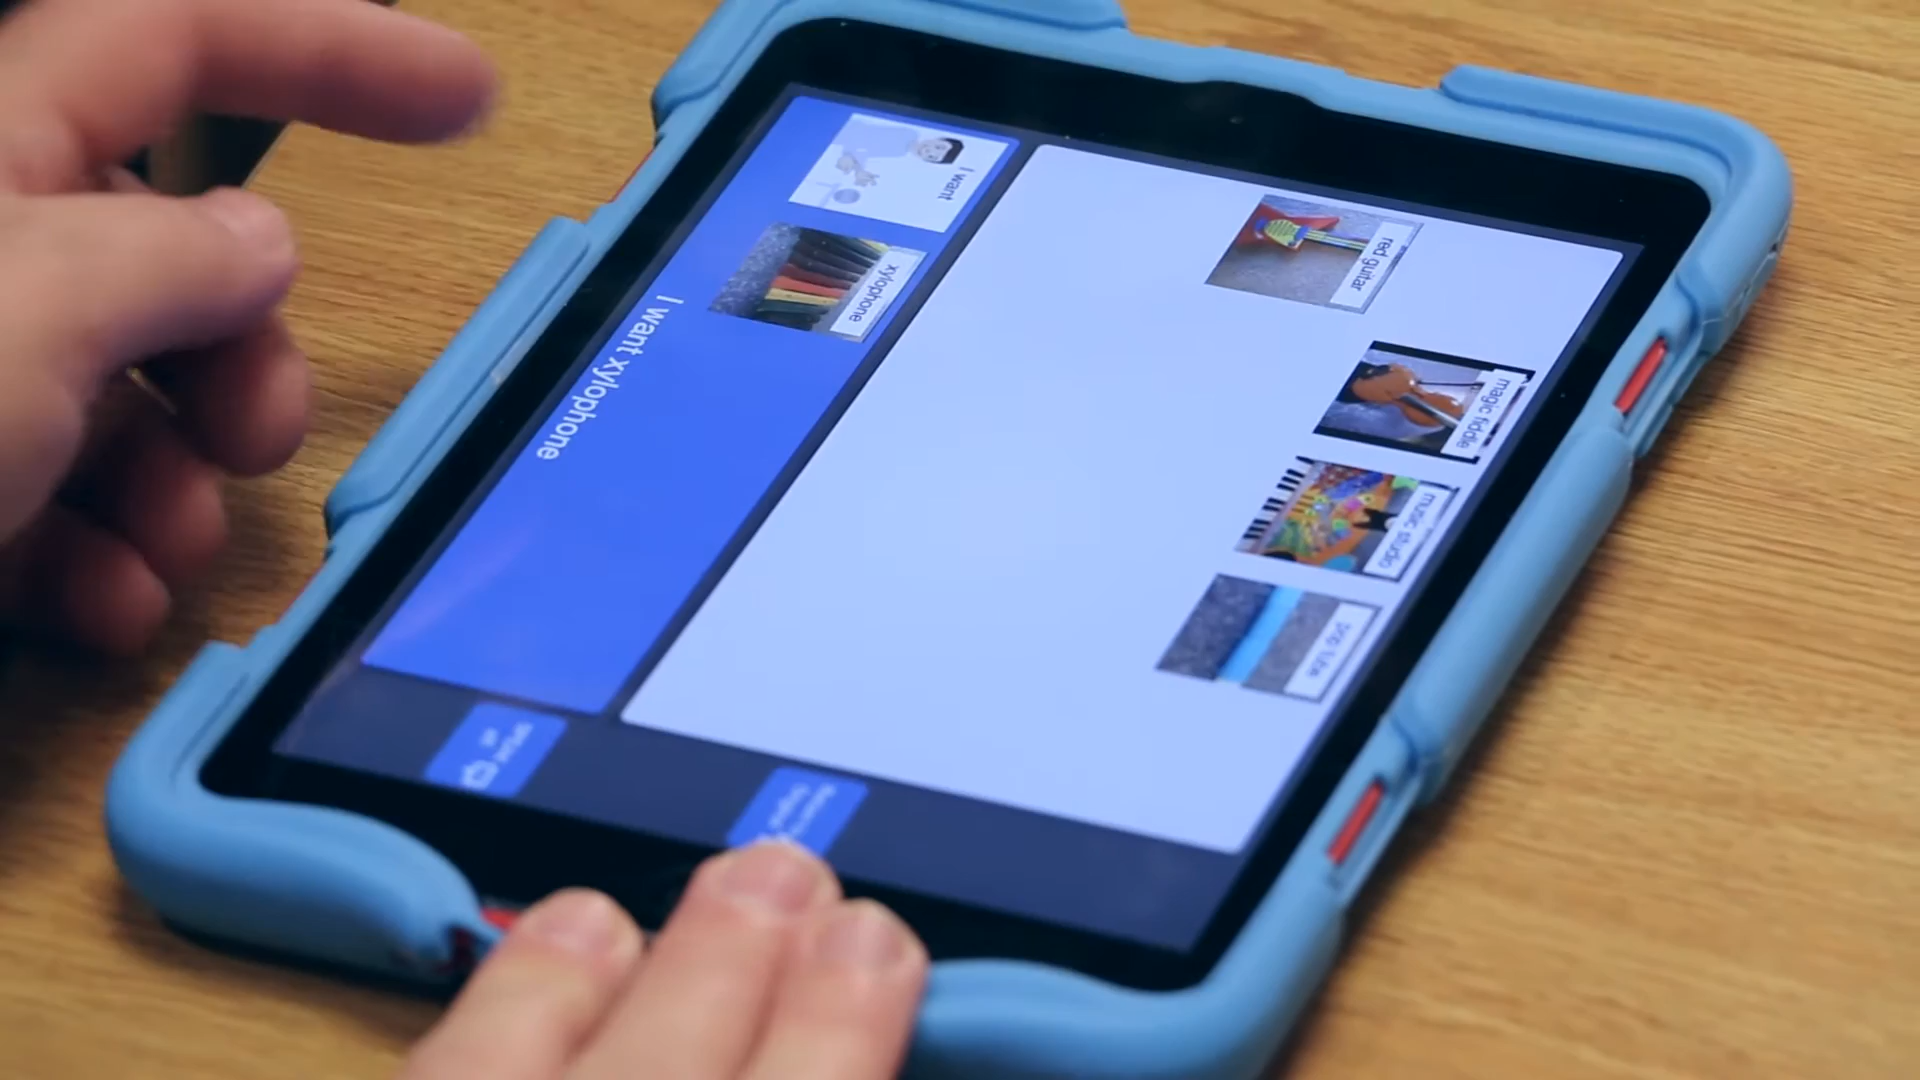 I want
xylophone
I want xylophone
red guitar
magic fiddle
music studio